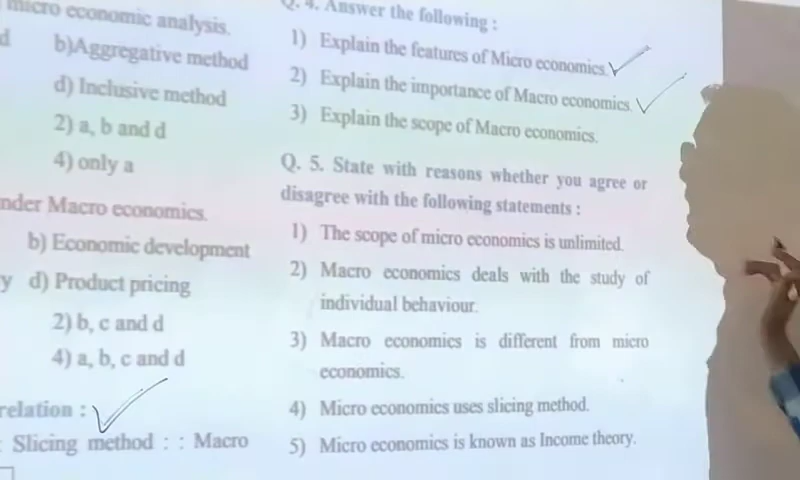 micro economic analysis.
d b)Aggregative method
d) Inclusive method
2) a, b and d
4) only a
nder Macro economics.
b) Economic development
y d) Product pricing
2) b, c and d
4) a, b, c and d
relation :
: Slicing method : : Macro
Q. 4. Answer the following :
1) Explain the features of Micro economics.
2) Explain the importance of Macro economics.
3) Explain the scope of Macro economics.
Q. 5. State with reasons whether you agree or
disagree with the following statements :
1) The scope of micro economics is unlimited.
2) Macro economics deals with the study of
individual behaviour.
3) Macro economics is different from micro
economics.
4) Micro economics uses slicing method.
5) Micro economics is known as Income theory.